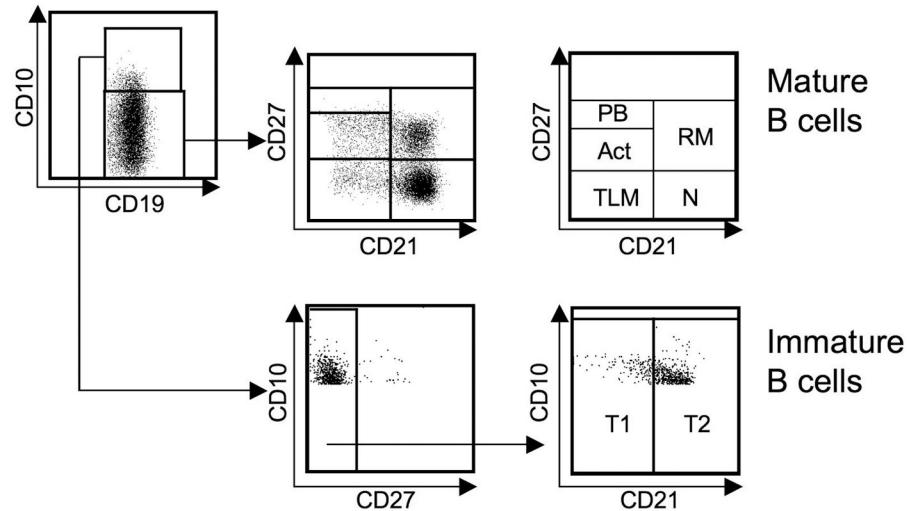 CD10
CD19
CD27
CD21
CD27
PB
RM
Act
TLM
N
CD21
Mature
B cells
CD10
CD27
CD10
T1
T2
CD21
Immature
B cells